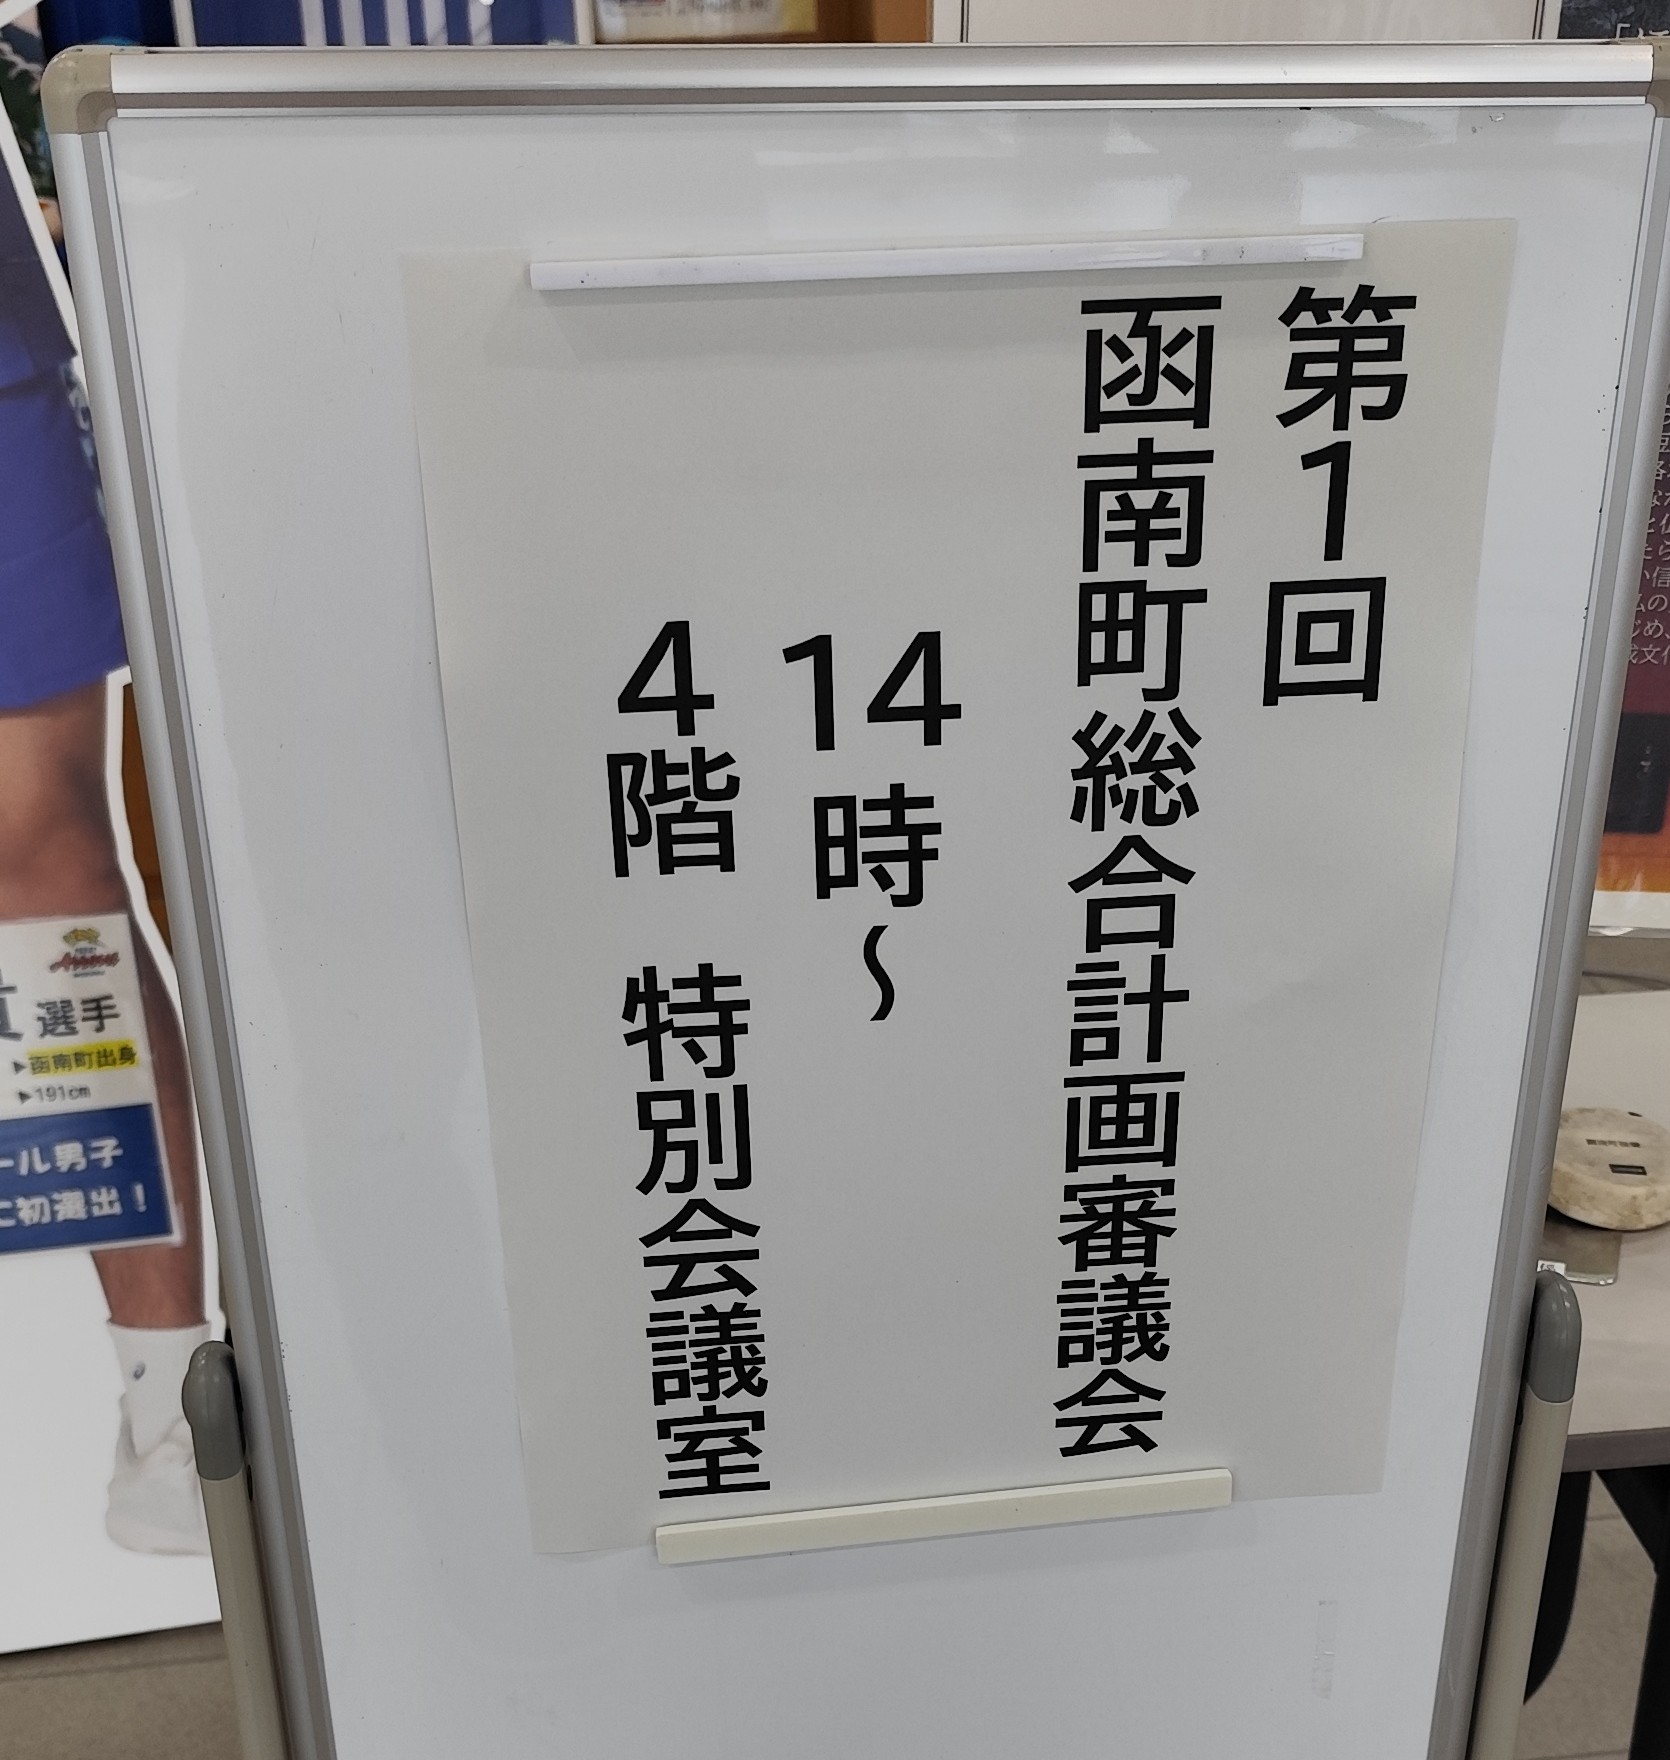 第1回
函南町総合計画審議会
14時～
4階 特別会議室
選手
▶函南町出身
▶191cm
ール男子
に初選出！